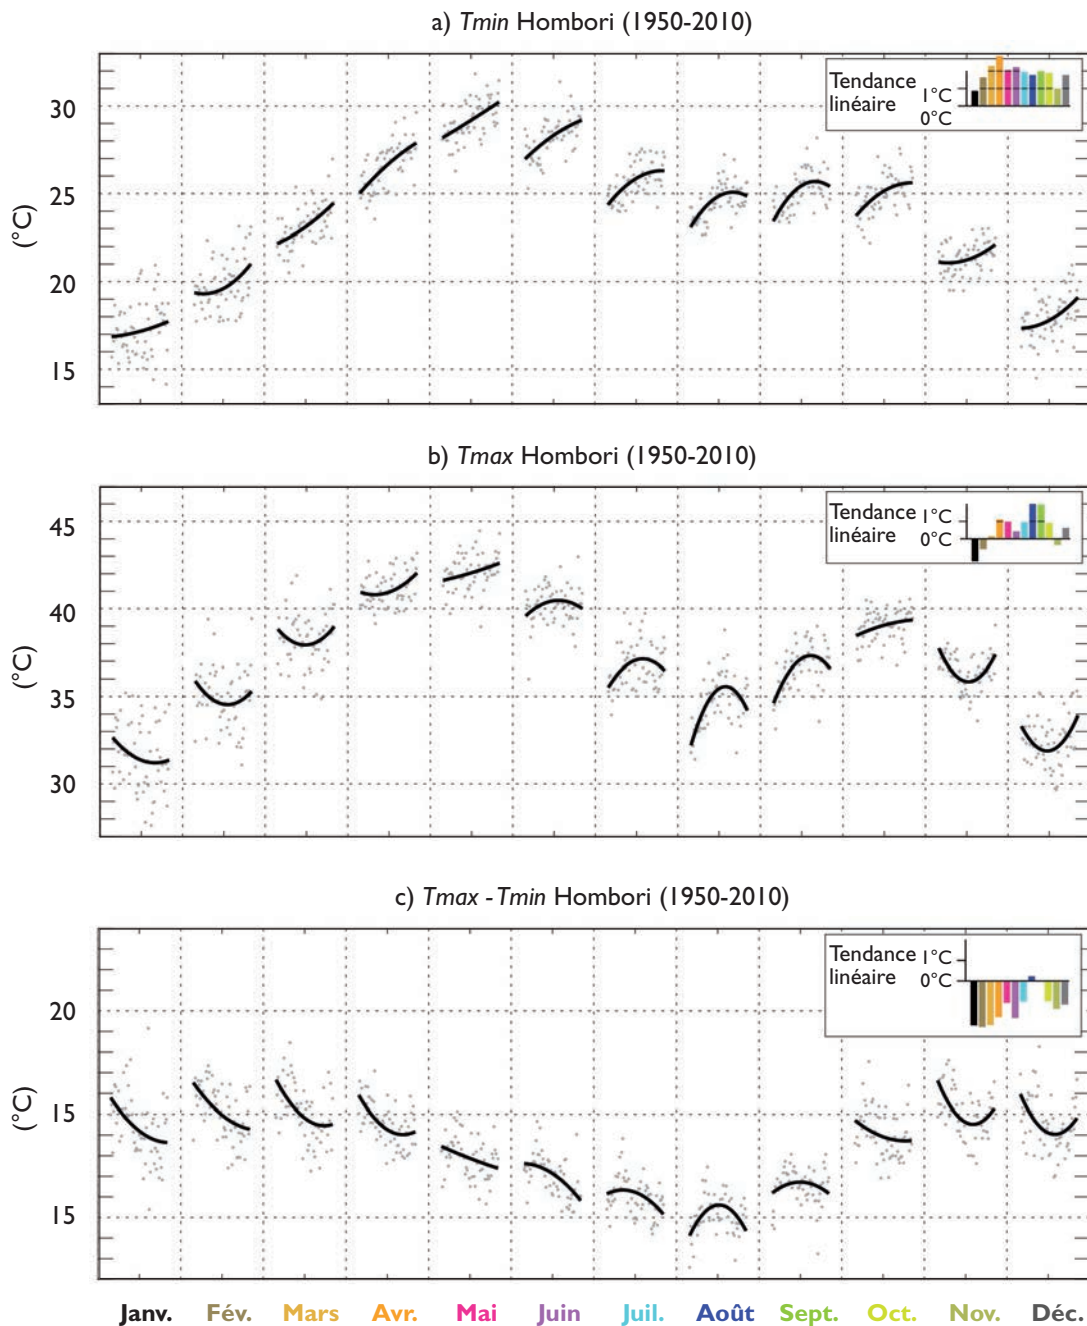 a) Tmin Hombori (1950-2010)
Tendance
linéaire
1°C
0°C
30
25
20
15
(°C)
b) Tmax Hombori (1950-2010)
Tendance
linéaire
1°C
0°C
45
40
35
30
(°C)
c) Tmax - Tmin Hombori (1950-2010)
Tendance
linéaire
1°C
0°C
20
15
15
(°C)
Janv. Fév. Mars Avr. Mai Juin Juil. Août Sept. Oct. Nov. Déc.